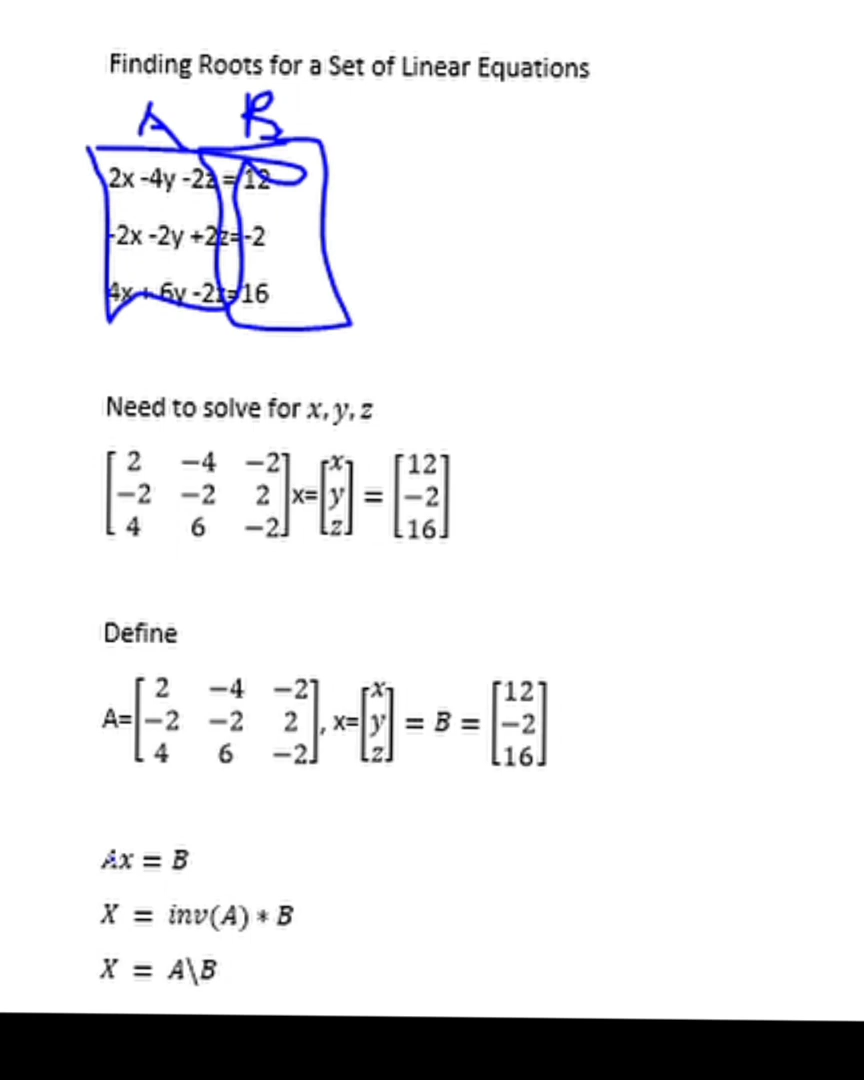 Finding Roots for a Set of Linear Equations
A B
2x -4y -2z = 12
-2x -2y +2z=-2
4x + 6y -2z=16
Need to solve for x, y, z
[2 -4 -2] [x] [12]
[-2 -2 2] x= [y] = [-2]
[4 6 -2] [z] [16]
Define
[2 -4 -2] [x] [12]
A= [-2 -2 2] , x= [y] = B = [-2]
[4 6 -2] [z] [16]
Ax = B
X = inv(A) * B
X = A\B